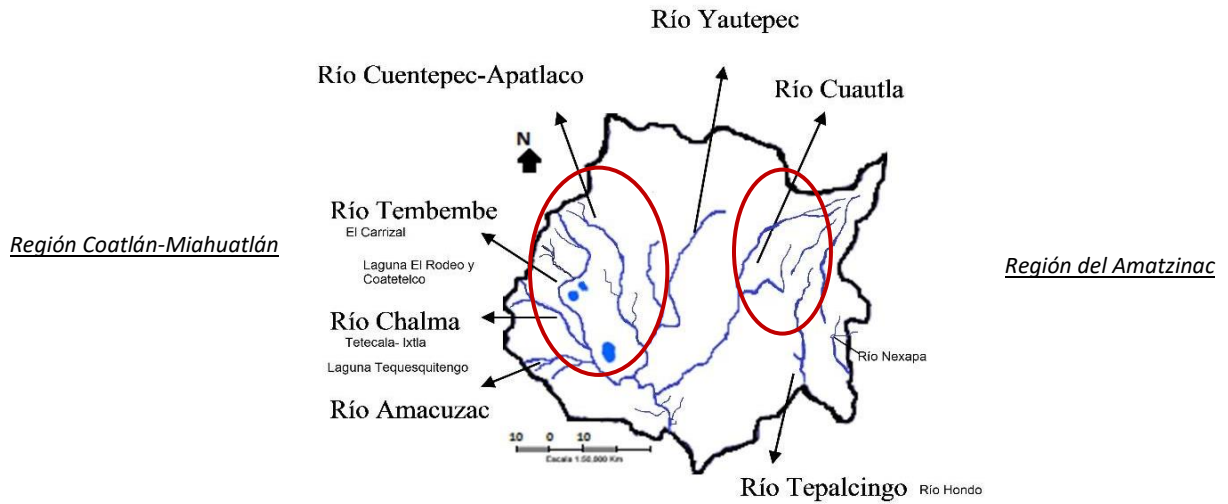 Río Yautepec
Río Cuentepec-Apatlaco
Río Cuautla
N
Río Tembembe
El Carrizal
Región Coatlán-Miahuatlán
Laguna El Rodeo y
Coatetelco
Región del Amatzinac
Río Chalma
Tetecala- Ixtla
Río Nexapa
Laguna Tequesquitengo
Río Amacuzac
10 0 10
Escala 1:50,000 Km
Río Tepalcingo Río Hondo